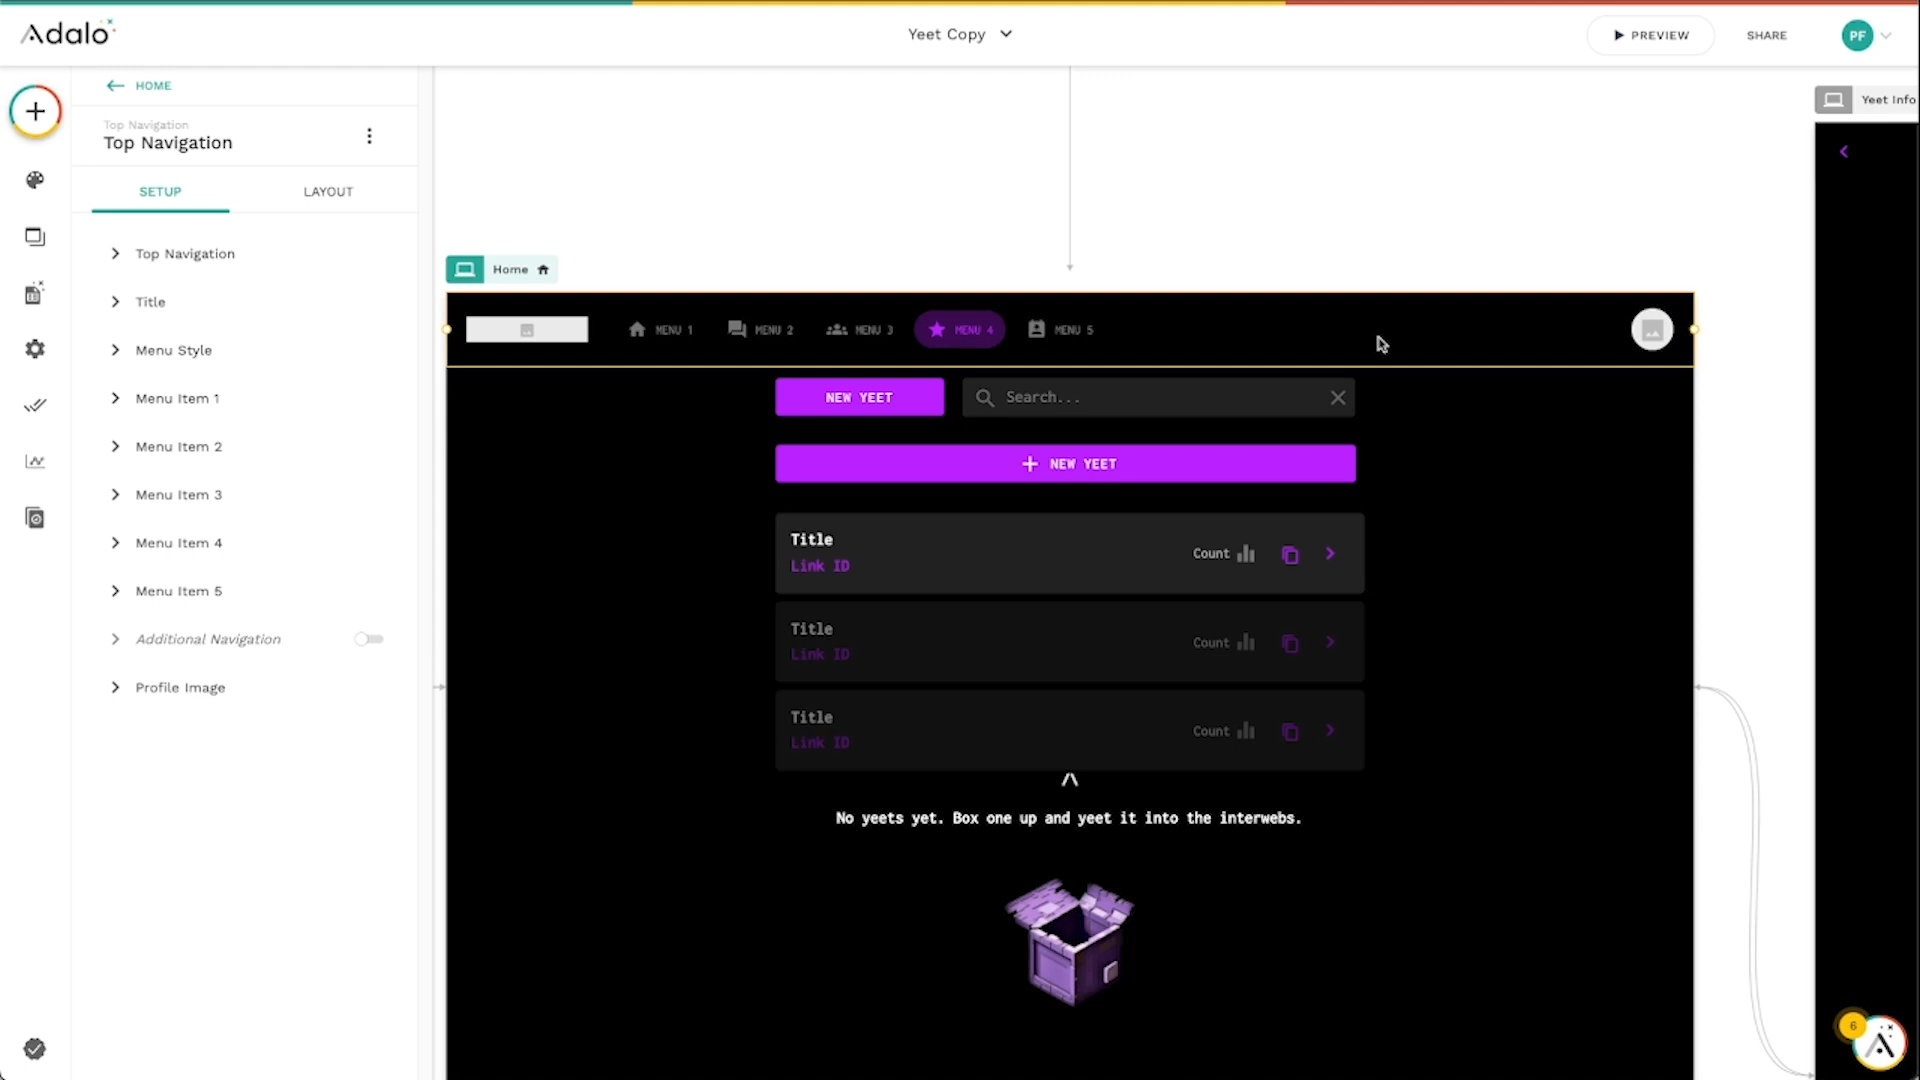 Adalo
Yeet Copy
PREVIEW
SHARE
PF
HOME
Top Navigation
Top Navigation
SETUP
LAYOUT
Top Navigation
Title
Menu Style
Menu Item 1
Menu Item 2
Menu Item 3
Menu Item 4
Menu Item 5
Additional Navigation
Profile Image
Yeet Info
Home
MENU 1
MENU 2
MENU 3
MENU 4
MENU 5
NEW YEET
Search...
NEW YEET
Title
Link ID
Count
Title
Link ID
Count
Title
Link ID
Count
No yeets yet. Box one up and yeet it into the interwebs.
6